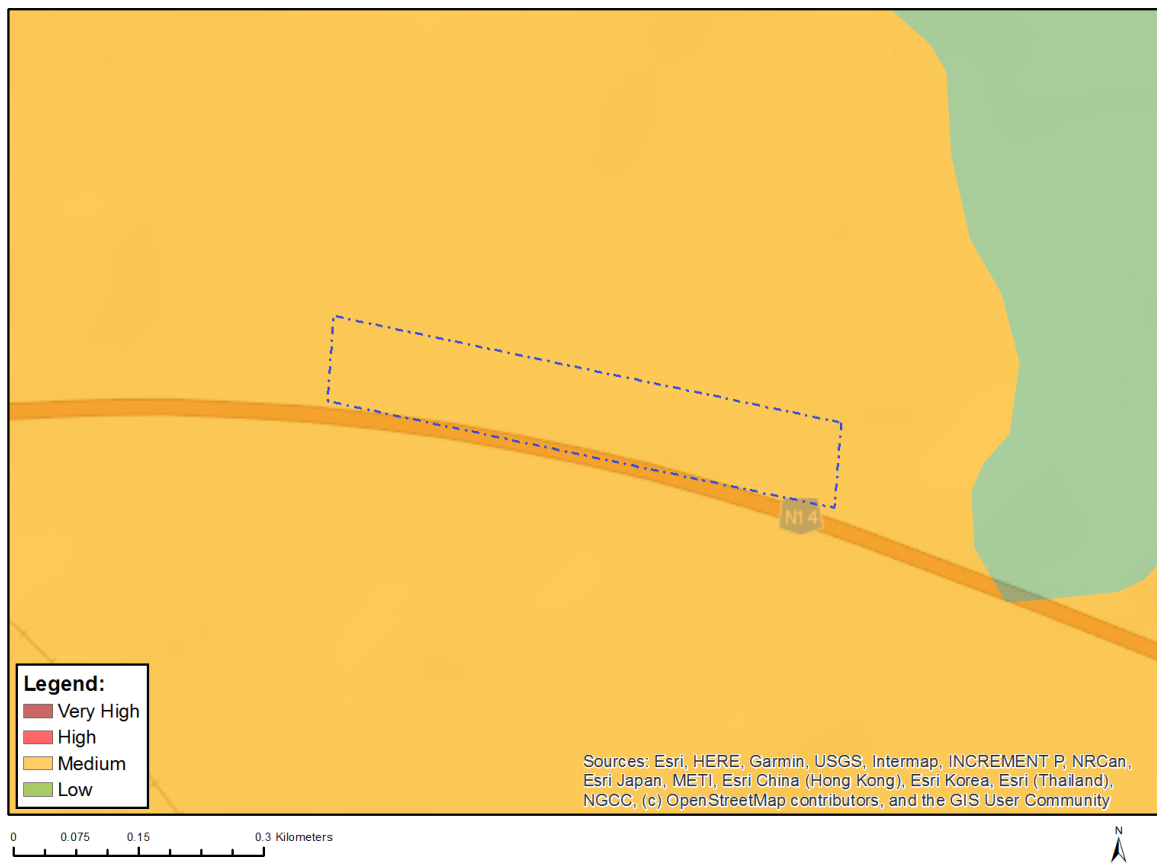 N14
Legend:
Very High
High
Medium
Low
Sources: Esri, HERE, Garmin, USGS, Intermap, INCREMENT P, NRCan,
Esri Japan, METI, Esri China (Hong Kong), Esri Korea, Esri (Thailand),
NGCC, (c) OpenStreetMap contributors, and the GIS User Community
0 0.075 0.15 0.3 Kilometers
N